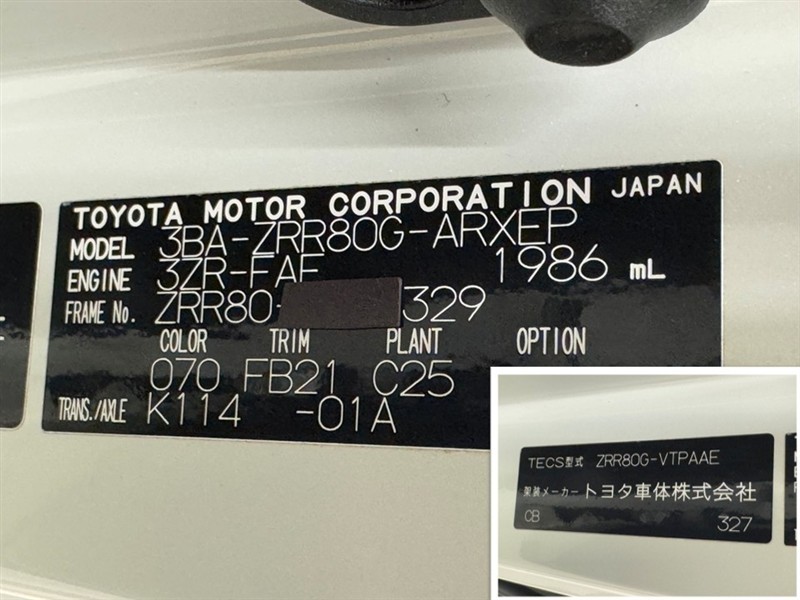 TOYOTA MOTOR CORPORATION JAPAN
MODEL 3BA-ZRR80G-ARXEP
ENGINE 3ZR-FAE 1986 mL
FRAME No. ZRR80- 329
COLOR TRIM PLANT OPTION
070 FB21 C25
TRANS./AXLE K114 -01A
TECS型式 ZRR80G-VTPAAE
架装メーカー トヨタ車体株式会社
CB 327